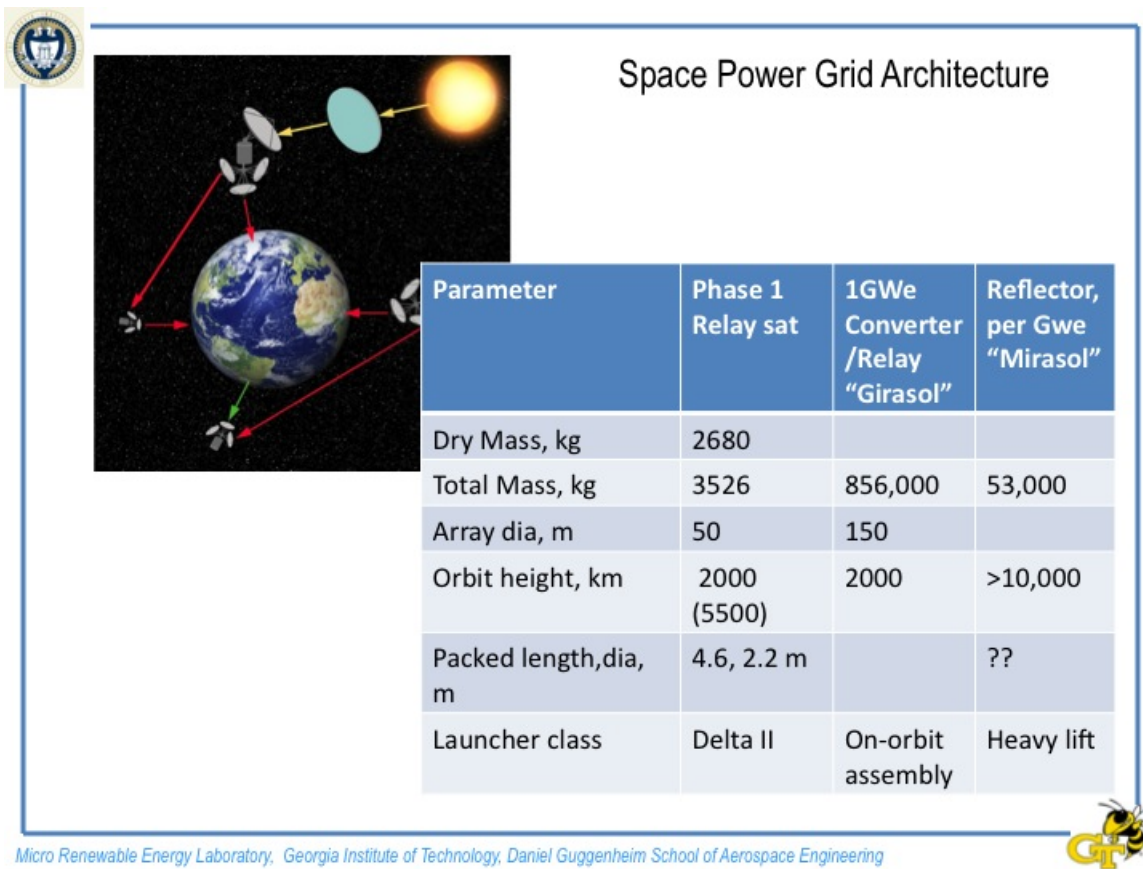 Space Power Grid Architecture
Parameter
Phase 1
Relay sat
1GWe
Converter
/Relay
“Girasol”
Reflector,
per Gwe
“Mirasol”
Dry Mass, kg
2680
Total Mass, kg
3526
856,000
53,000
Array dia, m
50
150
Orbit height, km
2000
(5500)
2000
>10,000
Packed length,dia,
m
4.6, 2.2 m
??
Launcher class
Delta II
On-orbit
assembly
Heavy lift
Micro Renewable Energy Laboratory, Georgia Institute of Technology, Daniel Guggenheim School of Aerospace Engineering
GT